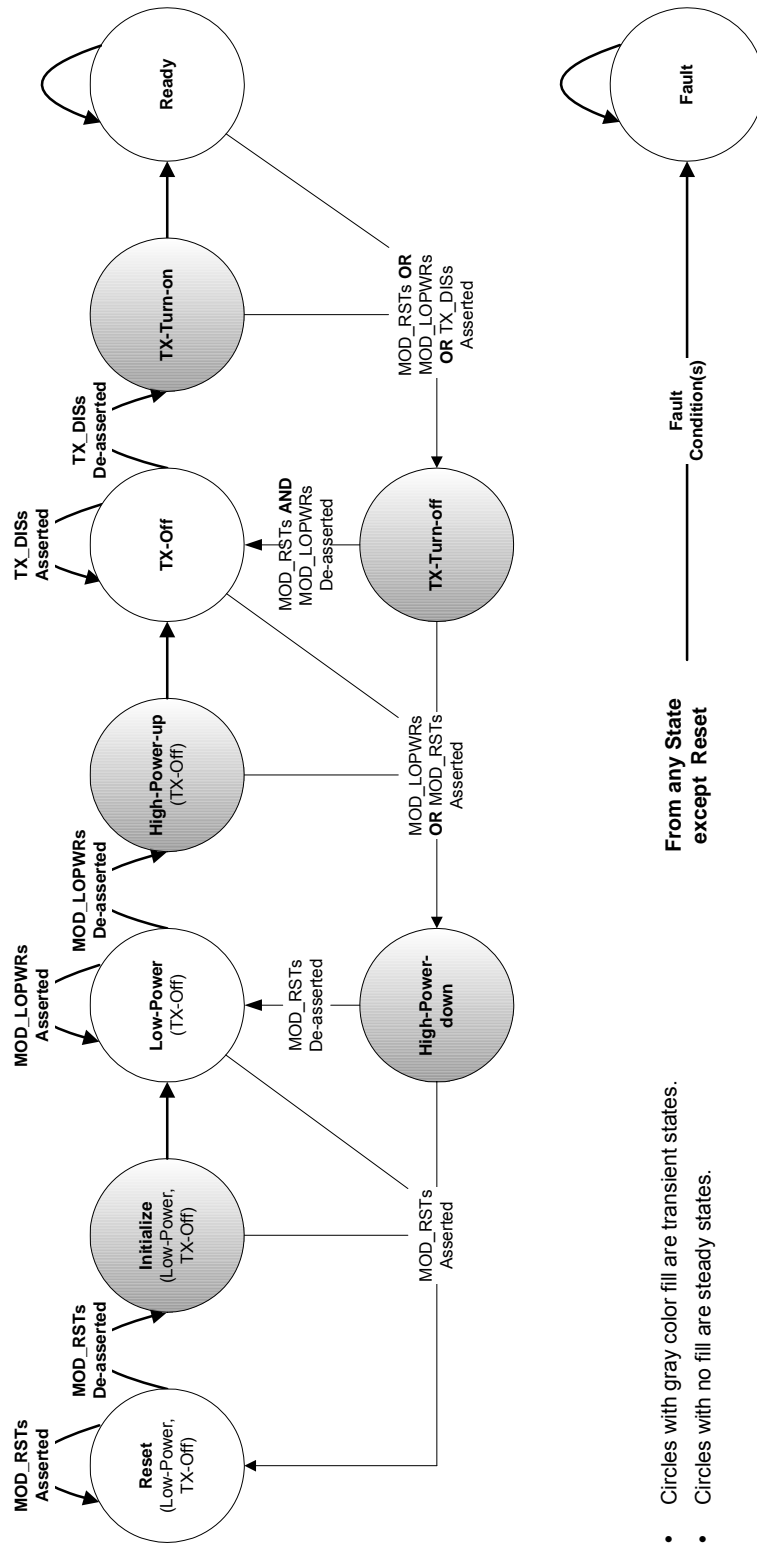 MOD_RSTs
Asserted
Reset
(Low-Power,
TX-Off)
MOD_RSTs
De-asserted
Initialize
(Low-Power,
TX-Off)
MOD_LOPWRs
Asserted
Low-Power
(TX-Off)
MOD_LOPWRs
De-asserted
High-Power-up
(TX-Off)
TX_DISs
Asserted
TX-Off
TX_DISs
De-asserted
TX-Turn-on
Ready
MOD_RSTs
Asserted
MOD_RSTs
De-asserted
High-Power-
down
MOD_LOPWRs
OR MOD_RSTs
Asserted
MOD_RSTs AND
MOD_LOPWRs
De-asserted
TX-Turn-off
MOD_RSTs OR
MOD_LOPWRs
OR TX_DISs
Asserted
From any State
except Reset
Fault
Condition(s)
Fault
• Circles with gray color fill are transient states.
• Circles with no fill are steady states.